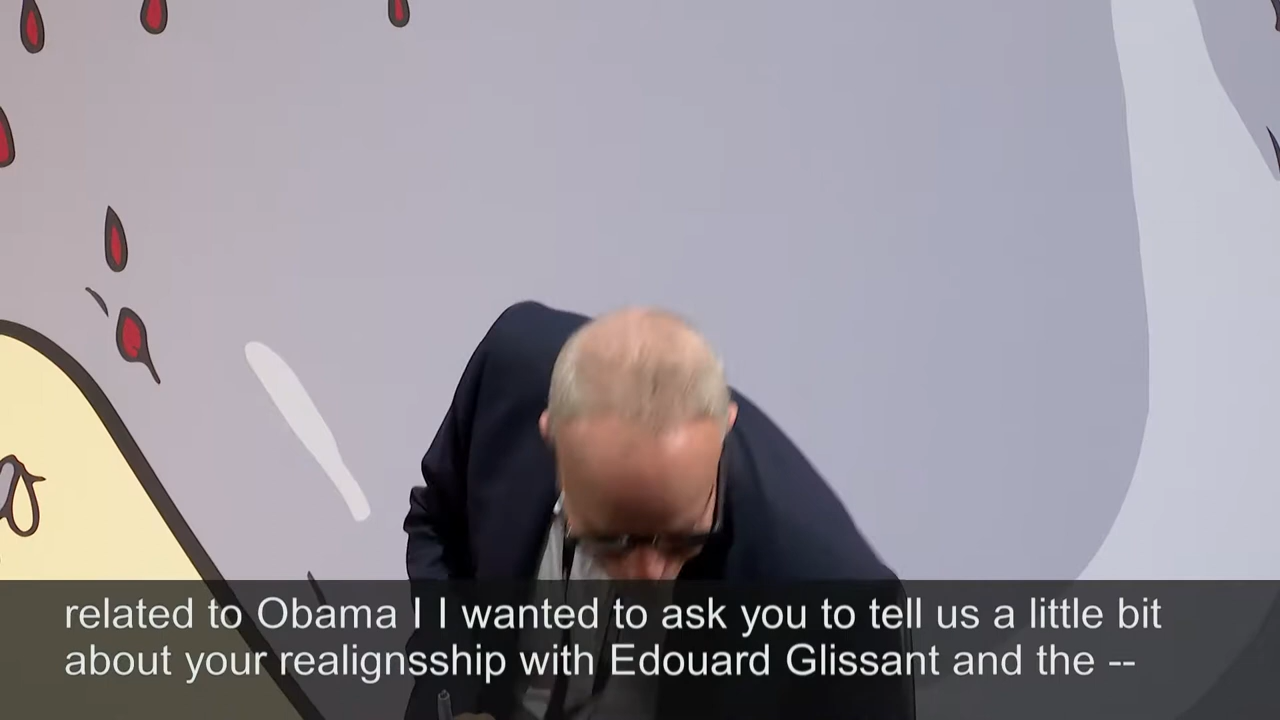 related to Obama I I wanted to ask you to tell us a little bit
about your realignsship with Edouard Glissant and the --